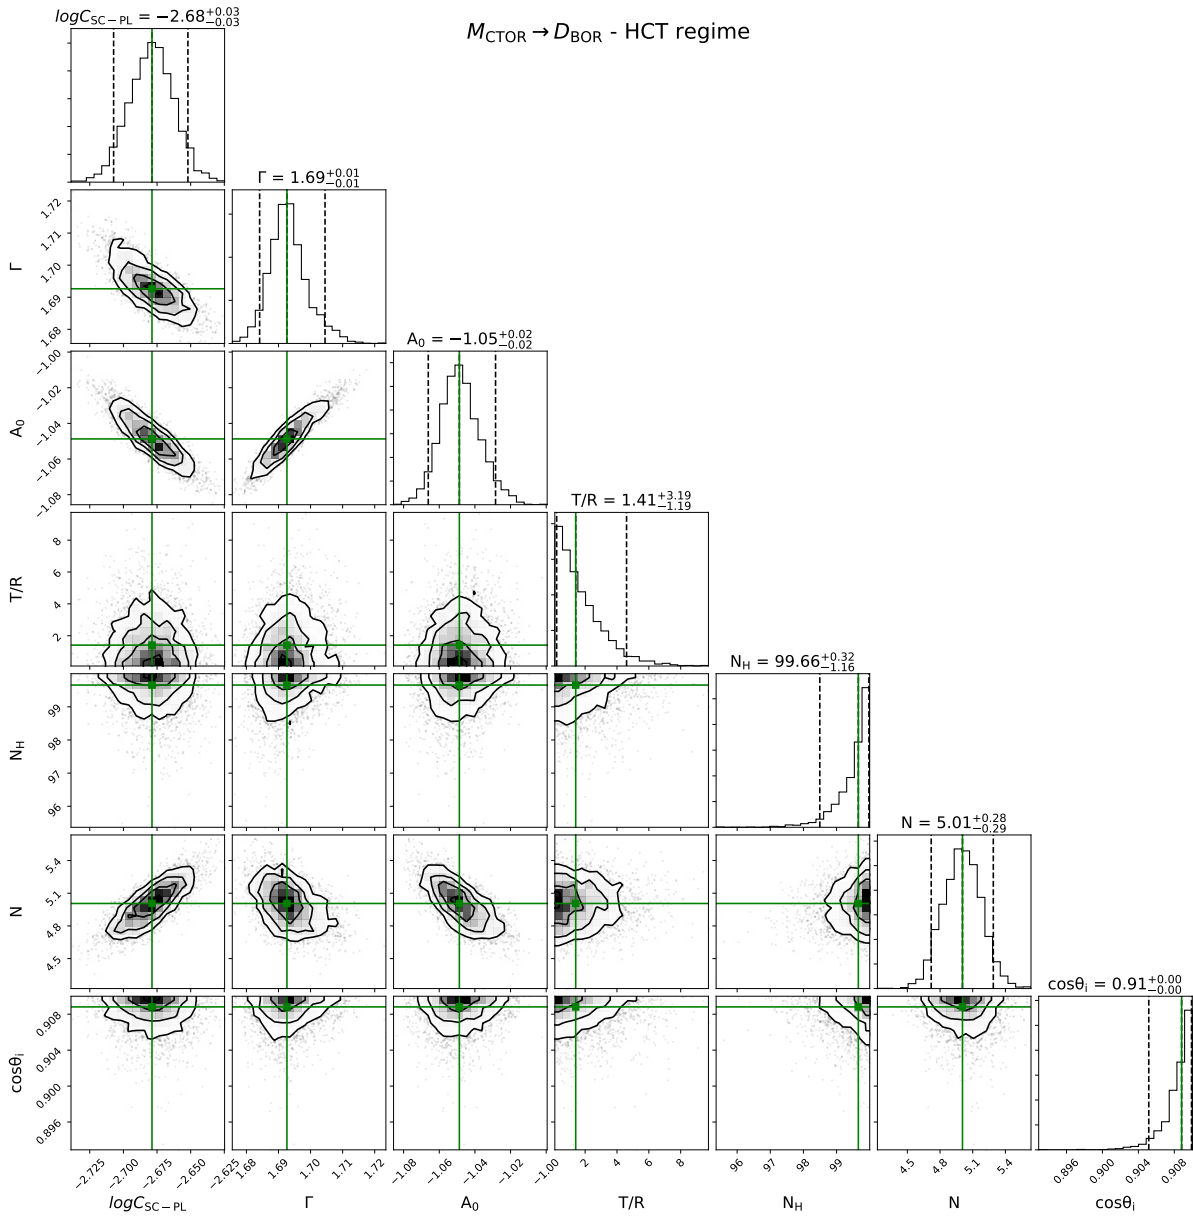 logC_SC−PL = −2.68^+0.03_−0.03
M_CTOR → D_BOR - HCT regime
Γ = 1.69^+0.01_−0.01
1.72
1.71
1.70
1.69
1.68
Γ
A_0 = −1.05^+0.02_−0.02
−1.00
−1.02
−1.04
−1.06
−1.08
A_0
T/R = 1.41^+3.19_−1.19
8
6
4
2
T/R
N_H = 99.66^+0.32_−1.16
99
98
97
96
N_H
N = 5.01^+0.28_−0.29
5.4
5.1
4.8
4.5
N
cosθ_i = 0.91^+0.00_−0.00
0.908
0.904
0.900
0.896
cosθ_i
−2.725 −2.700 −2.675 −2.650 −2.625 1.68 1.69 1.70 1.71 1.72 −1.08 −1.06 −1.04 −1.02 −1.00 2 4 6 8 96 97 98 99 4.5 4.8 5.1 5.4 0.896 0.900 0.904 0.908
logC_SC−PL Γ A_0 T/R N_H N cosθ_i